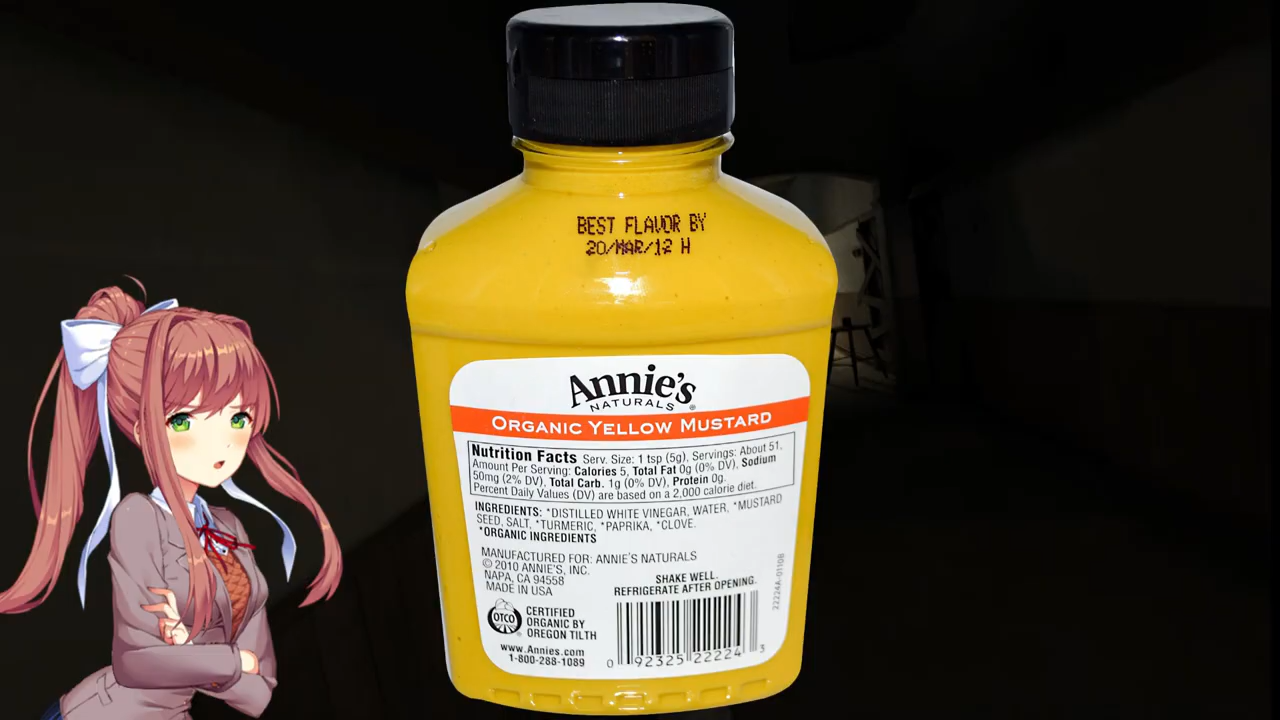 BEST FLAVOR BY
20/MAR/12 H
Annie's
NATURALS®
ORGANIC YELLOW MUSTARD
Nutrition Facts Serv. Size: 1 tsp (5g), Servings: About 51,
Amount Per Serving: Calories 5, Total Fat 0g (0% DV), Sodium
50mg (2% DV), Total Carb. 1g (0% DV), Protein 0g.
Percent Daily Values (DV) are based on a 2,000 calorie diet.
INGREDIENTS: *DISTILLED WHITE VINEGAR, WATER, *MUSTARD
SEED, SALT, *TURMERIC, *PAPRIKA, *CLOVE.
*ORGANIC INGREDIENTS
MANUFACTURED FOR: ANNIE'S NATURALS
© 2010 ANNIE'S, INC.
NAPA, CA 94558
MADE IN USA
SHAKE WELL.
REFRIGERATE AFTER OPENING.
22224A-0110B
OTCO
CERTIFIED
ORGANIC BY
OREGON TILTH
www.Annies.com
1-800-288-1089
0 92325 22224 3